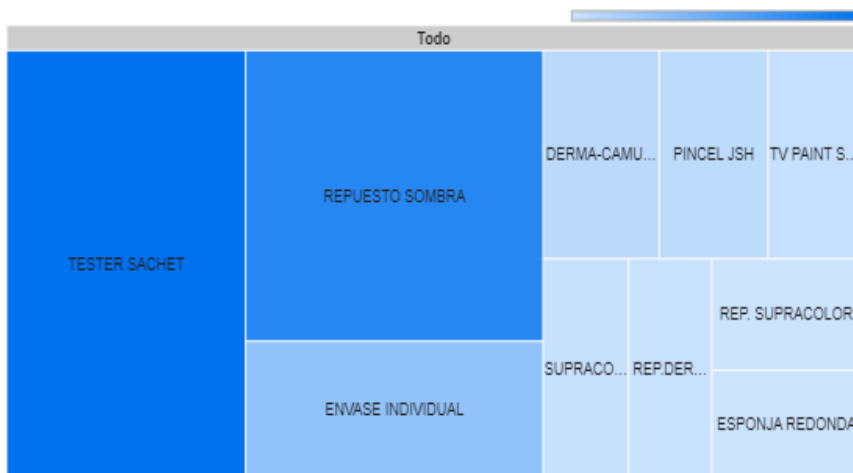 Todo
TESTER SACHET
REPUESTO SOMBRA
ENVASE INDIVIDUAL
DERMA-CAMU...
PINCEL JSH
TV PAINT S...
SUPRACO...
REP.DER...
REP. SUPRACOLOR
ESPONJA REDONDA